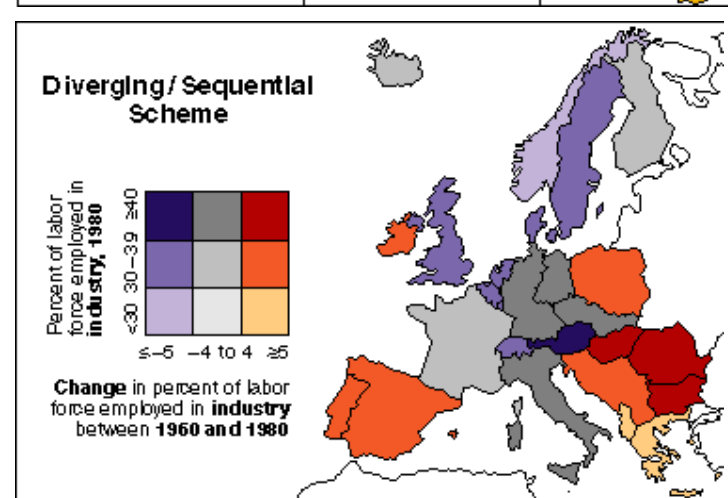 Diverging/Sequential
Scheme
Percent of labor
force employed in
industry, 1980
≥40
30–39
<30
≤–5 –4 to 4 ≥5
Change in percent of labor
force employed in industry
between 1960 and 1980